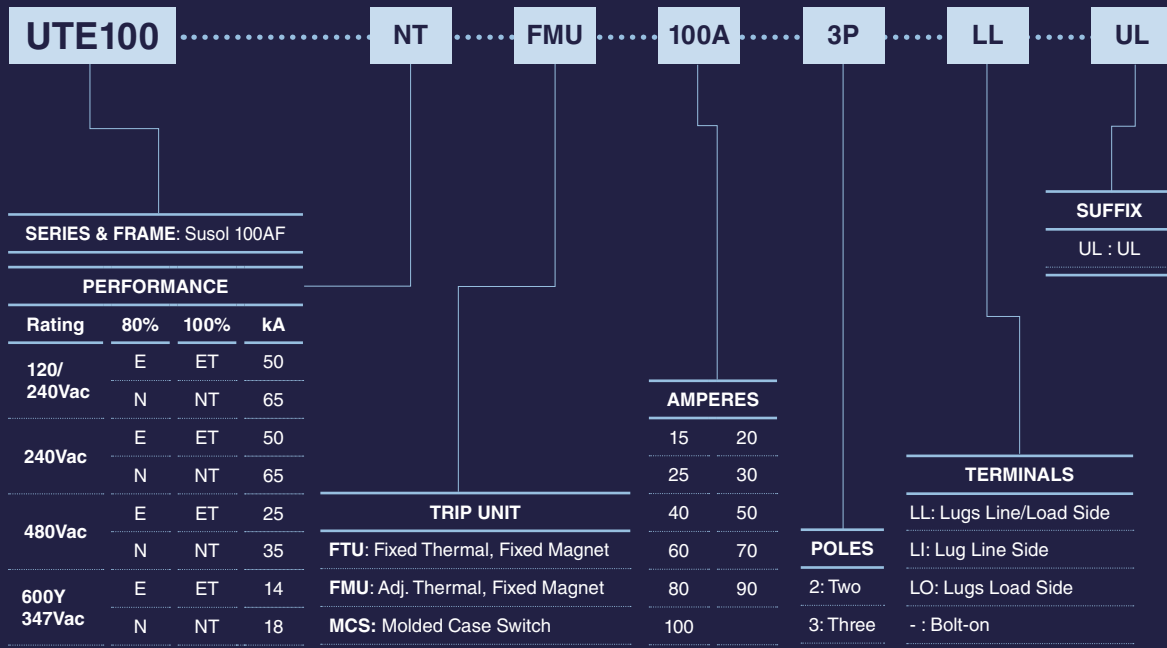 UTE100 NT FMU 100A 3P LL UL
SERIES & FRAME: Susol 100AF
PERFORMANCE
Rating 80% 100% kA
120/
240Vac
E ET 50
N NT 65
240Vac
E ET 50
N NT 65
480Vac
E ET 25
N NT 35
600Y
347Vac
E ET 14
N NT 18
TRIP UNIT
FTU: Fixed Thermal, Fixed Magnet
FMU: Adj. Thermal, Fixed Magnet
MCS: Molded Case Switch
AMPERES
15 20
25 30
40 50
60 70
80 90
100
POLES
2: Two
3: Three
TERMINALS
LL: Lugs Line/Load Side
LI: Lug Line Side
LO: Lugs Load Side
- : Bolt-on
SUFFIX
UL : UL